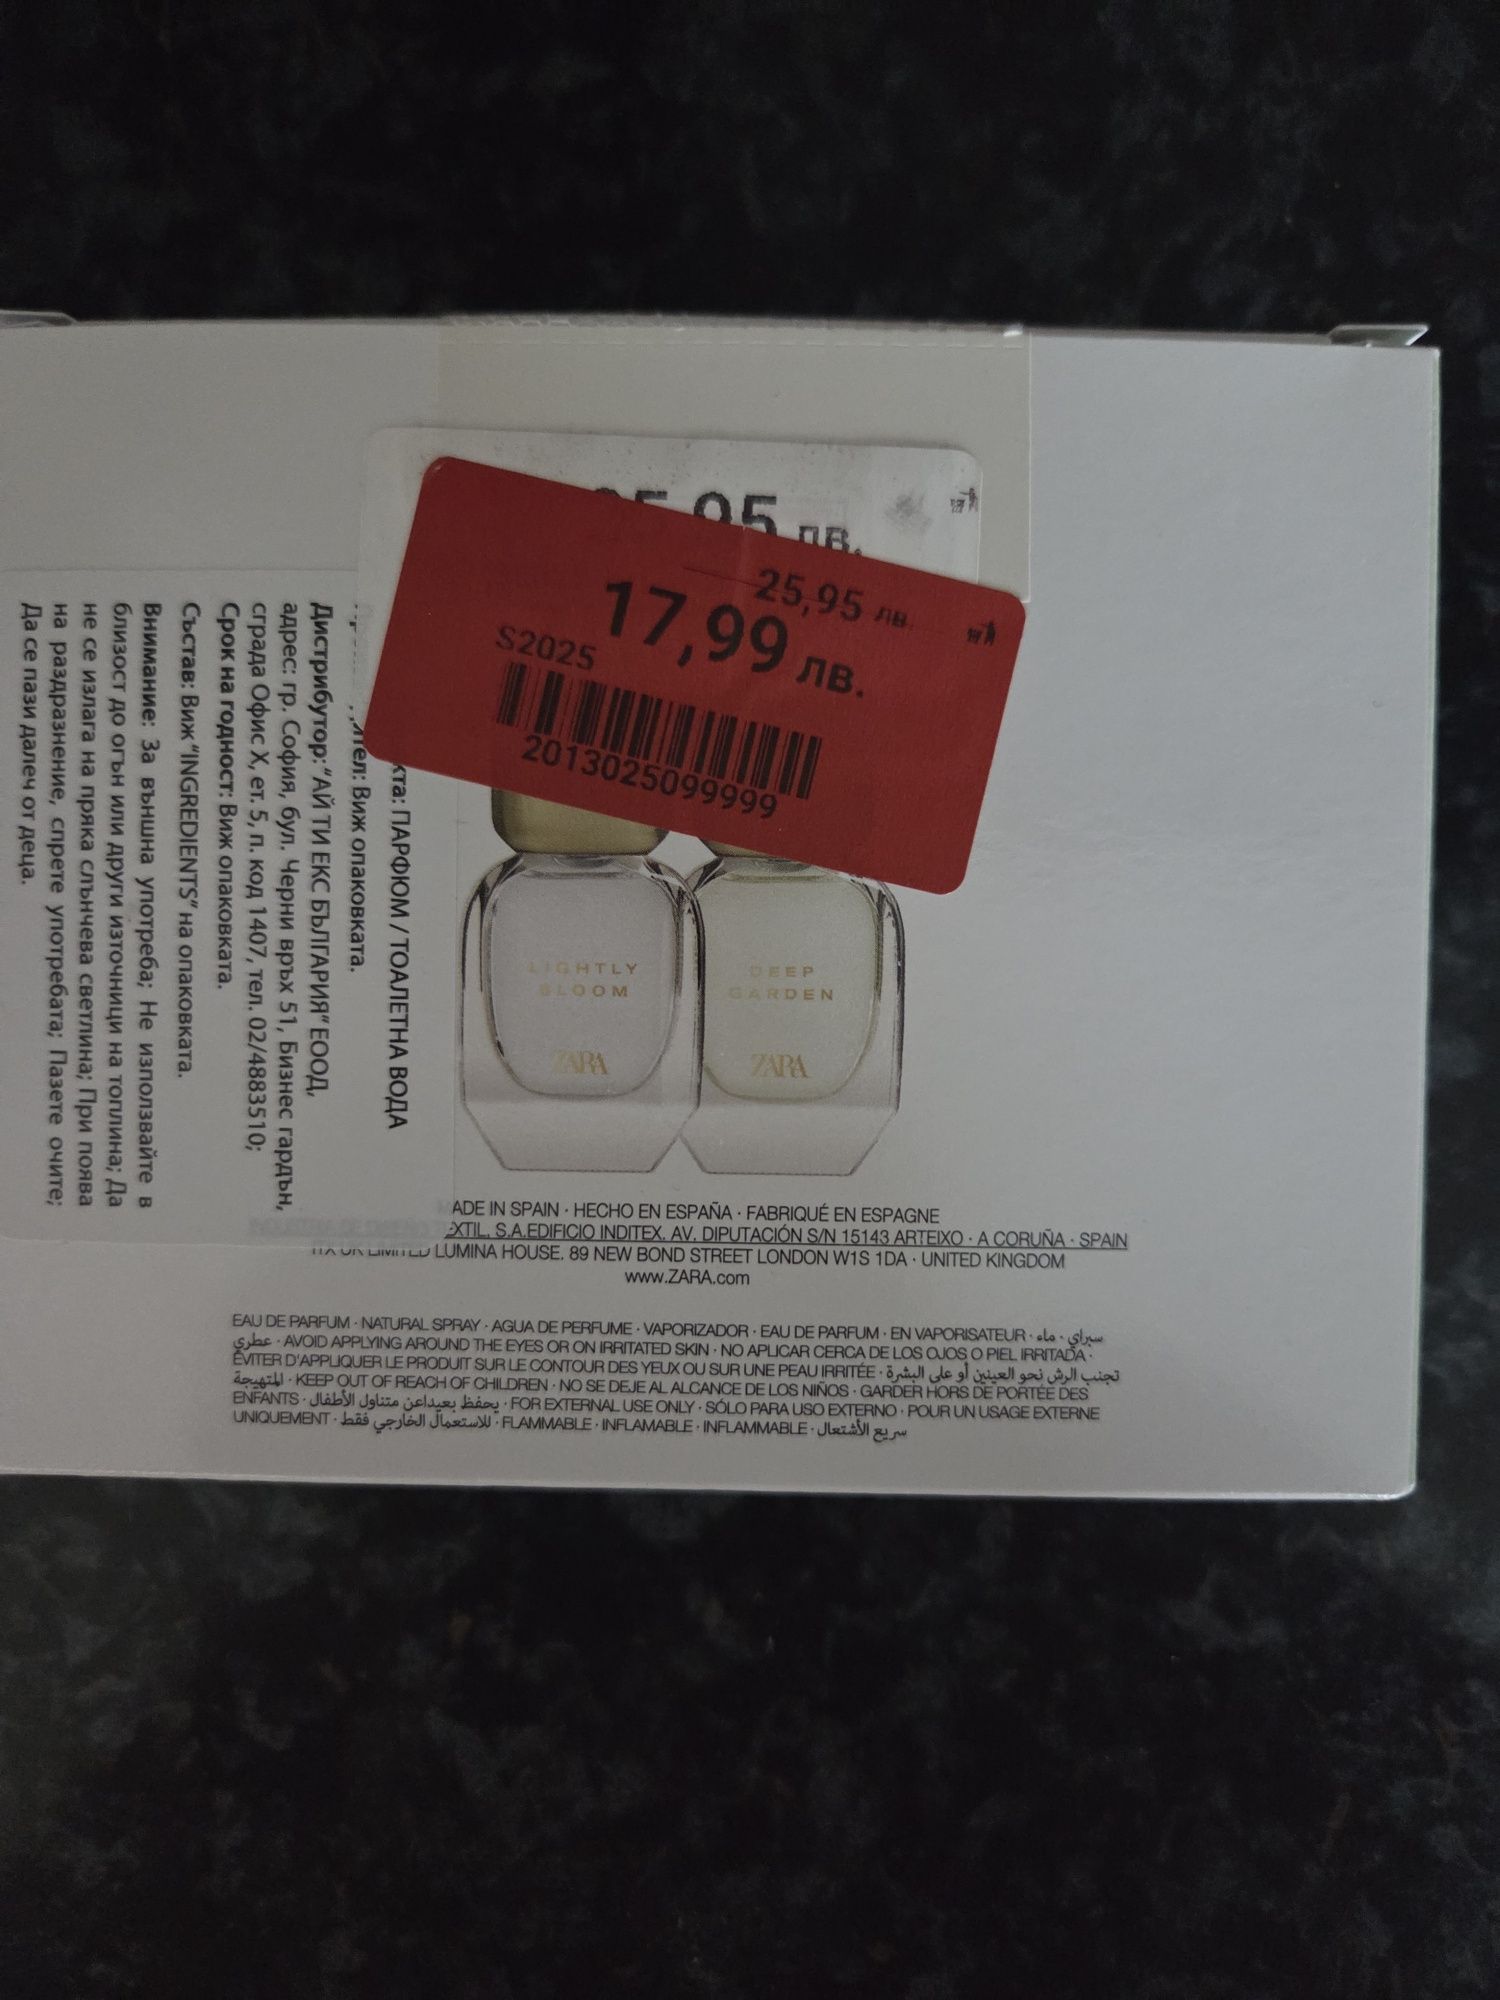 95 лв.
25,95 лв.
17,99 лв.
S2025
2013025099999
LIGHTLY
BLOOM
ZARA
DEEP
GARDEN
ZARA
ПАРФЮМ / ТОАЛЕТНА ВОДА
Виж опаковката.
Дистрибутор: "АЙ ТИ ЕКС БЪЛГАРИЯ" ЕООД,
адрес: гр. София, бул. Черни връх 51, Бизнес гардън,
сграда Офис X, ет. 5, п. код 1407, тел. 02/4883510;
Срок на годност: Виж опаковката.
Състав: Виж "INGREDIENTS" на опаковката.
Внимание: За външна употреба; Не използвайте в
близост до огън или други източници на топлина; Да
не се излага на пряка слънчева светлина; При поява
на раздразнение, спрете употребата; Пазете очите;
Да се пази далеч от деца.
MADE IN SPAIN · HECHO EN ESPAÑA · FABRIQUÉ EN ESPAGNE
S.A.EDIFICIO INDITEX. AV. DIPUTACIÓN S/N 15143 ARTEIXO · A CORUÑA · SPAIN
ITX UK LIMITED LUMINA HOUSE. 89 NEW BOND STREET LONDON W1S 1DA · UNITED KINGDOM
www.ZARA.com
EAU DE PARFUM · NATURAL SPRAY · AGUA DE PERFUME · VAPORIZADOR · EAU DE PARFUM · EN VAPORISATEUR · سبراي · ماء
عطري · AVOID APPLYING AROUND THE EYES OR ON IRRITATED SKIN · NO APLICAR CERCA DE LOS OJOS O PIEL IRRITADA ·
ÉVITER D'APPLIQUER LE PRODUIT SUR LE CONTOUR DES YEUX OU SUR UNE PEAU IRRITÉE · تجنب الرش نحو العينين أو على البشرة
المتهيجة · KEEP OUT OF REACH OF CHILDREN · NO SE DEJE AL ALCANCE DE LOS NIÑOS · GARDER HORS DE PORTÉE DES
ENFANTS · يحفظ بعيداعن متناول الأطفال · FOR EXTERNAL USE ONLY · SÓLO PARA USO EXTERNO · POUR UN USAGE EXTERNE
UNIQUEMENT · للاستعمال الخارجي فقط · FLAMMABLE · INFLAMABLE · INFLAMMABLE · سريع الأشتعال